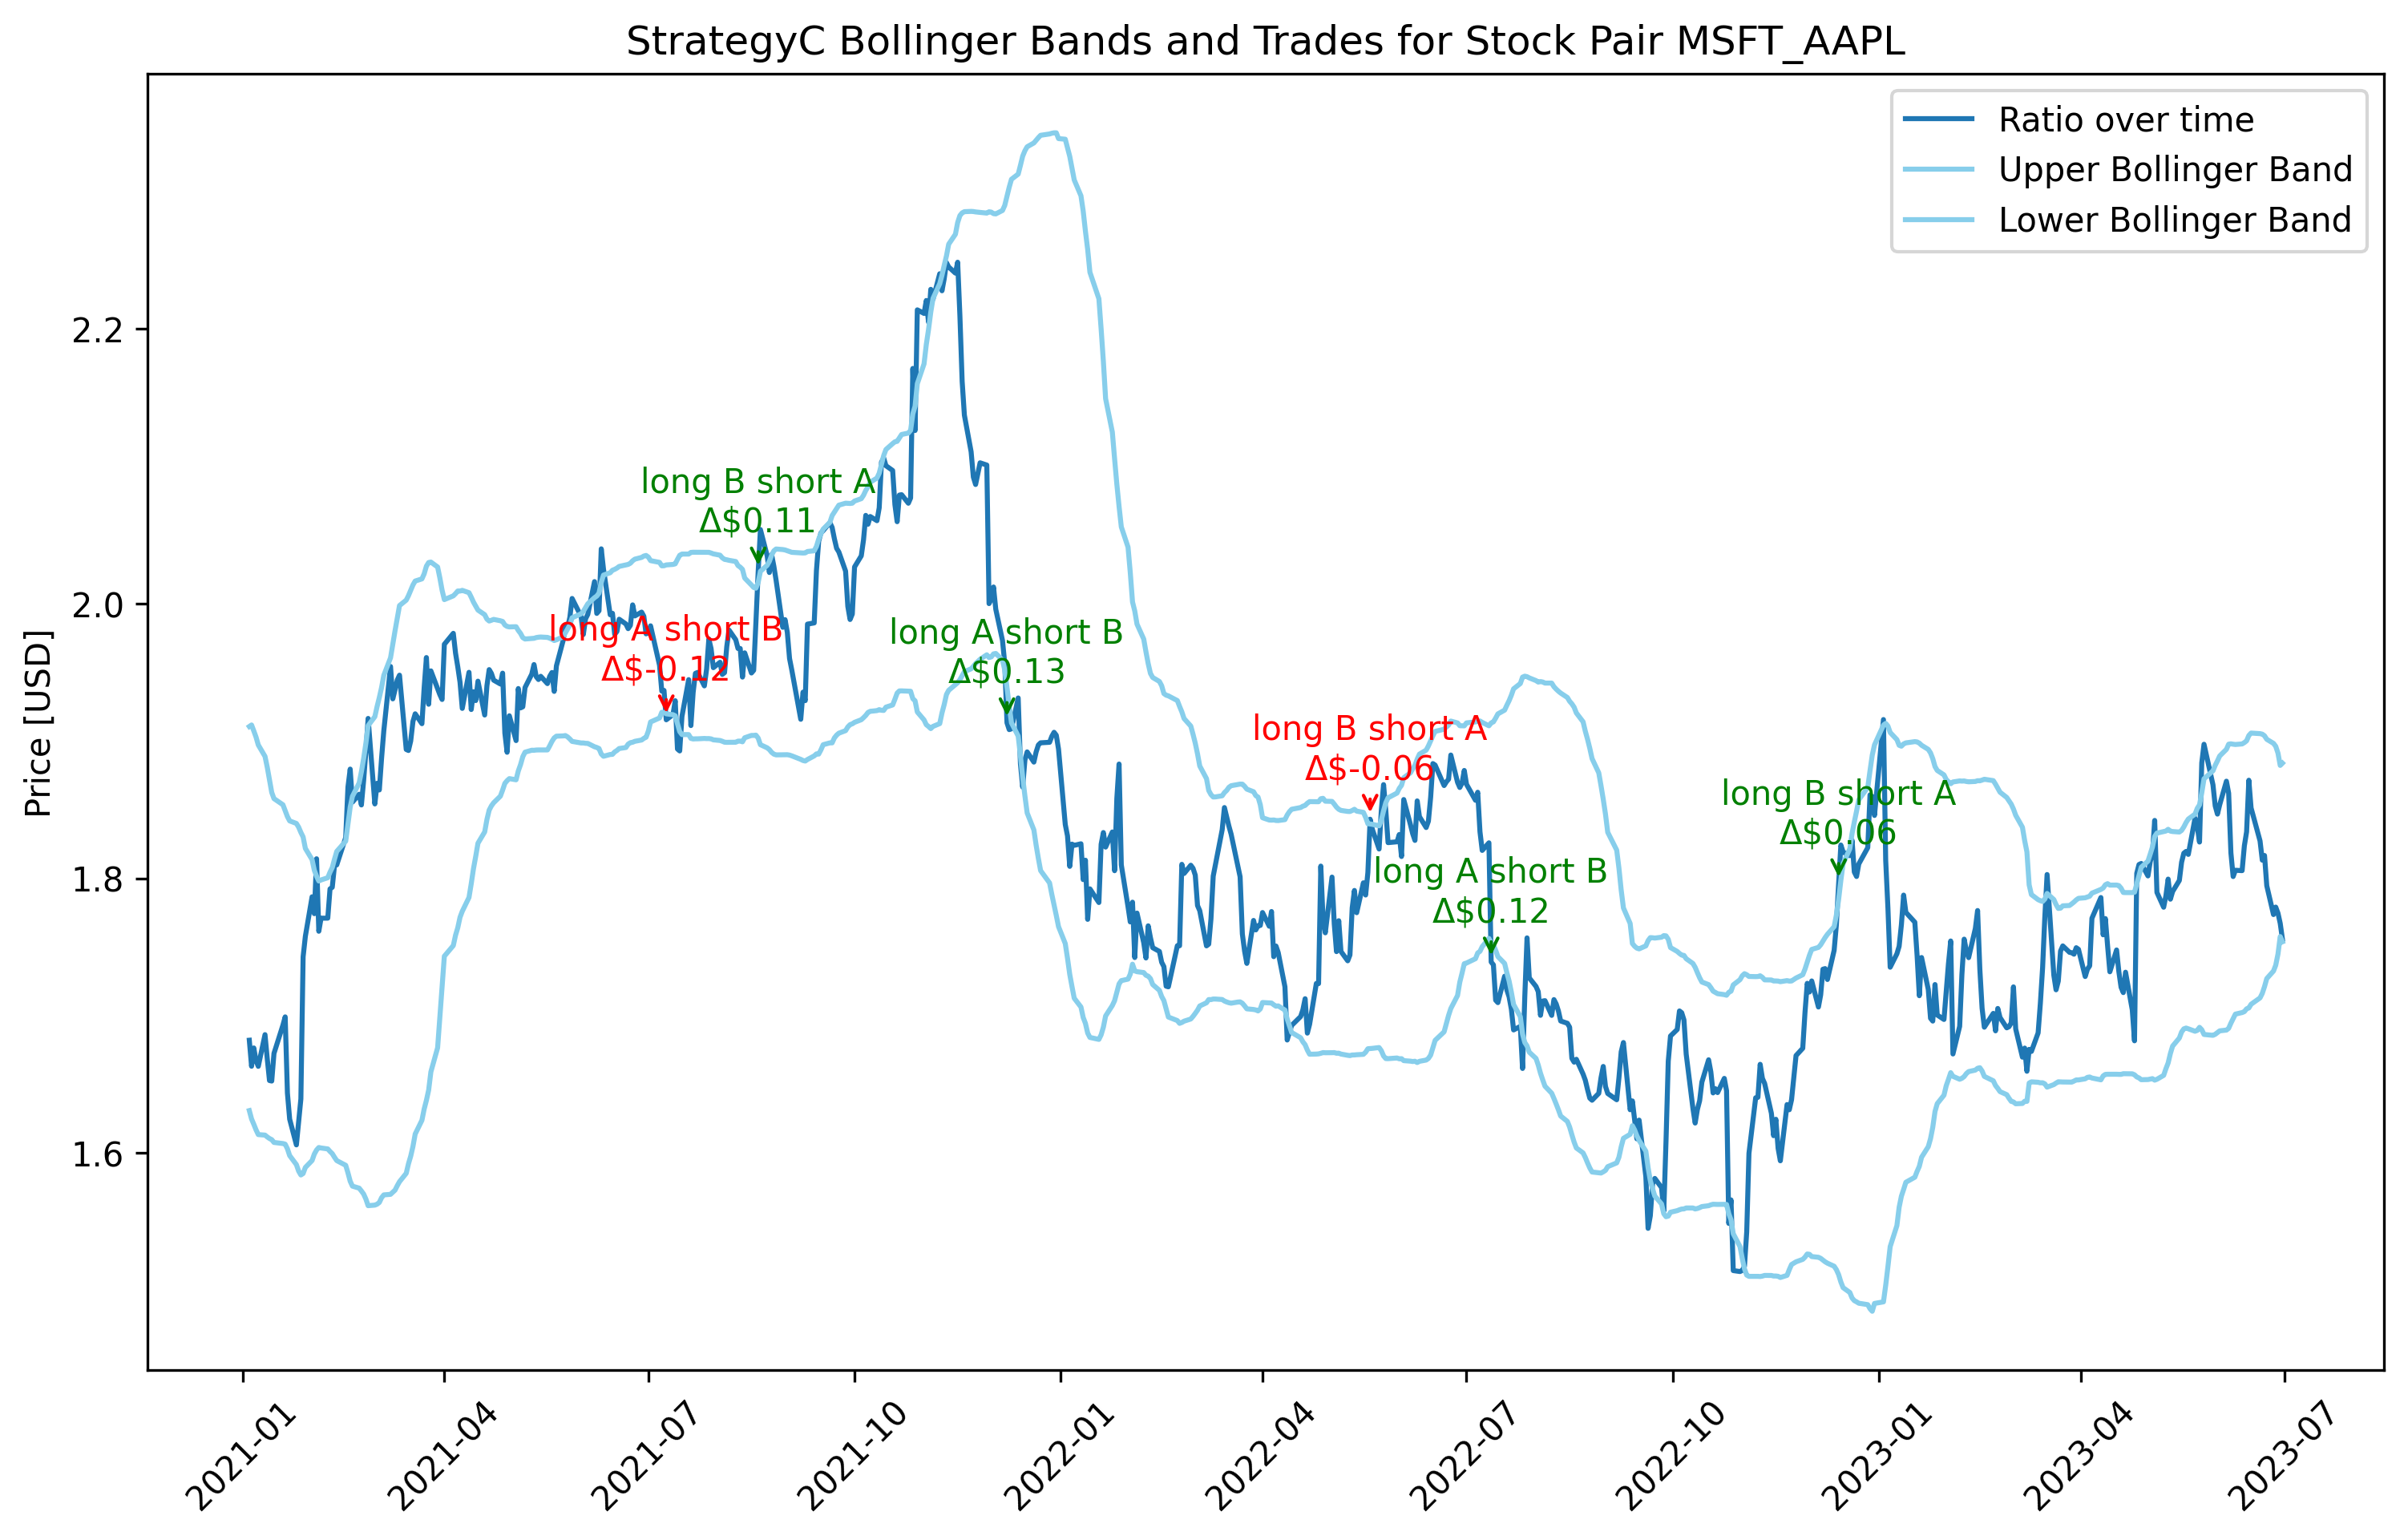 StrategyC Bollinger Bands and Trades for Stock Pair MSFT_AAPL
Ratio over time
Upper Bollinger Band
Lower Bollinger Band
Price [USD]
2.2
2.0
1.8
1.6
long B short A
Δ$0.11
long A short B
Δ$-0.12
long A short B
Δ$0.13
long B short A
Δ$-0.06
long A short B
Δ$0.12
long B short A
Δ$0.06
2021-01
2021-04
2021-07
2021-10
2022-01
2022-04
2022-07
2022-10
2023-01
2023-04
2023-07